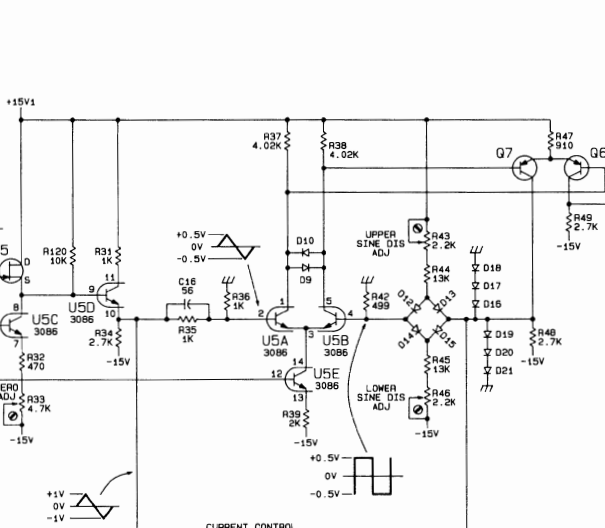 +15V1
R37
4.02K
R38
4.02K
R47
910
Q7
Q6
5
D
S
R120
10K
R31
1K
11
9
U5D
3086
10
+0.5V
0V
-0.5V
D10
D9
UPPER
SINE DIS
ADJ
R43
2.2K
R44
13K
R49
2.7K
-15V
D18
D17
D16
8
U5C
3086
7
C16
56
R35
1K
R36
1K
2
1
U5A
3086
5
3
4
U5B
3086
R42
499
D12
D13
D14
D15
R34
2.7K
-15V
D19
D20
D21
R48
2.7K
-15V
R32
470
ERO
ADJ
R33
4.7K
-15V
12
14
U5E
3086
13
R39
2K
-15V
R45
13K
LOWER
SINE DIS
ADJ
R46
2.2K
-15V
+0.5V
0V
-0.5V
+1V
0V
-1V
CURRENT CONTROL